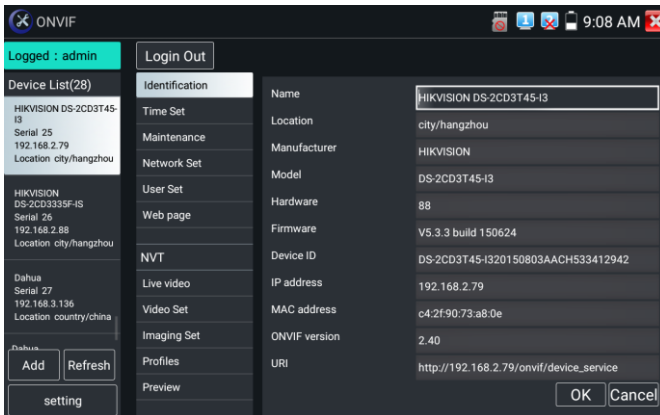 ONVIF
9:08 AM
Logged : admin
Login Out
Device List(28)
HIKVISION DS-2CD3T45-
I3
Serial 25
192.168.2.79
Location city/hangzhou
HIKVISION
DS-2CD3335F-IS
Serial 26
192.168.2.88
Location city/hangzhou
Dahua
Serial 27
192.168.3.136
Location country/china
Dahua
Add
Refresh
setting
Identification
Time Set
Maintenance
Network Set
User Set
Web page
NVT
Live video
Video Set
Imaging Set
Profiles
Preview
Name HIKVISION DS-2CD3T45-I3
Location city/hangzhou
Manufacturer HIKVISION
Model DS-2CD3T45-I3
Hardware 88
Firmware V5.3.3 build 150624
Device ID DS-2CD3T45-I320150803AACH533412942
IP address 192.168.2.79
MAC address c4:2f:90:73:a8:0e
ONVIF version 2.40
URI http://192.168.2.79/onvif/device_service
OK Cancel